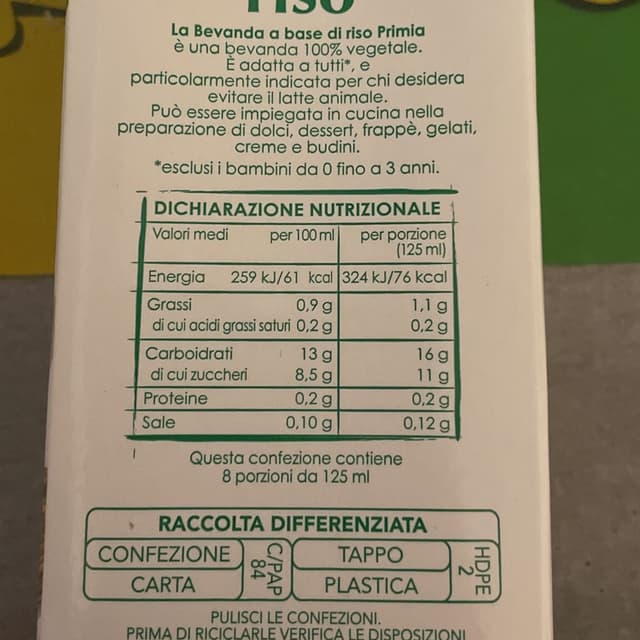 riso
La Bevanda a base di riso Primia
è una bevanda 100% vegetale.
È adatta a tutti*, e
particolarmente indicata per chi desidera
evitare il latte animale.
Può essere impiegata in cucina nella
preparazione di dolci, dessert, frappè, gelati,
creme e budini.
*esclusi i bambini da 0 fino a 3 anni.
DICHIARAZIONE NUTRIZIONALE
Valori medi per 100 ml per porzione
(125 ml)
Energia 259 kJ/61 kcal 324 kJ/76 kcal
Grassi 0,9 g 1,1 g
di cui acidi grassi saturi 0,2 g 0,2 g
Carboidrati 13 g 16 g
di cui zuccheri 8,5 g 11 g
Proteine 0,2 g 0,2 g
Sale 0,10 g 0,12 g
Questa confezione contiene
8 porzioni da 125 ml
RACCOLTA DIFFERENZIATA
CONFEZIONE C/PAP TAPPO HDPE
CARTA 84 PLASTICA 2
PULISCI LE CONFEZIONI.
PRIMA DI RICICLARLE VERIFICA LE DISPOSIZIONI